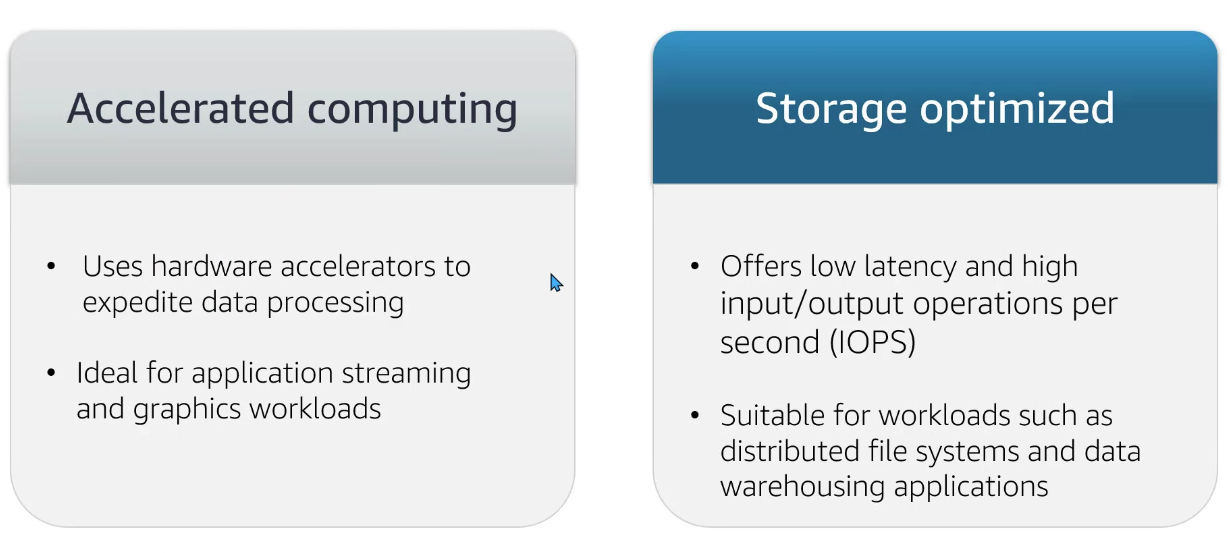 Accelerated computing
• Uses hardware accelerators to
expedite data processing
• Ideal for application streaming
and graphics workloads
Storage optimized
• Offers low latency and high
input/output operations per
second (IOPS)
• Suitable for workloads such as
distributed file systems and data
warehousing applications